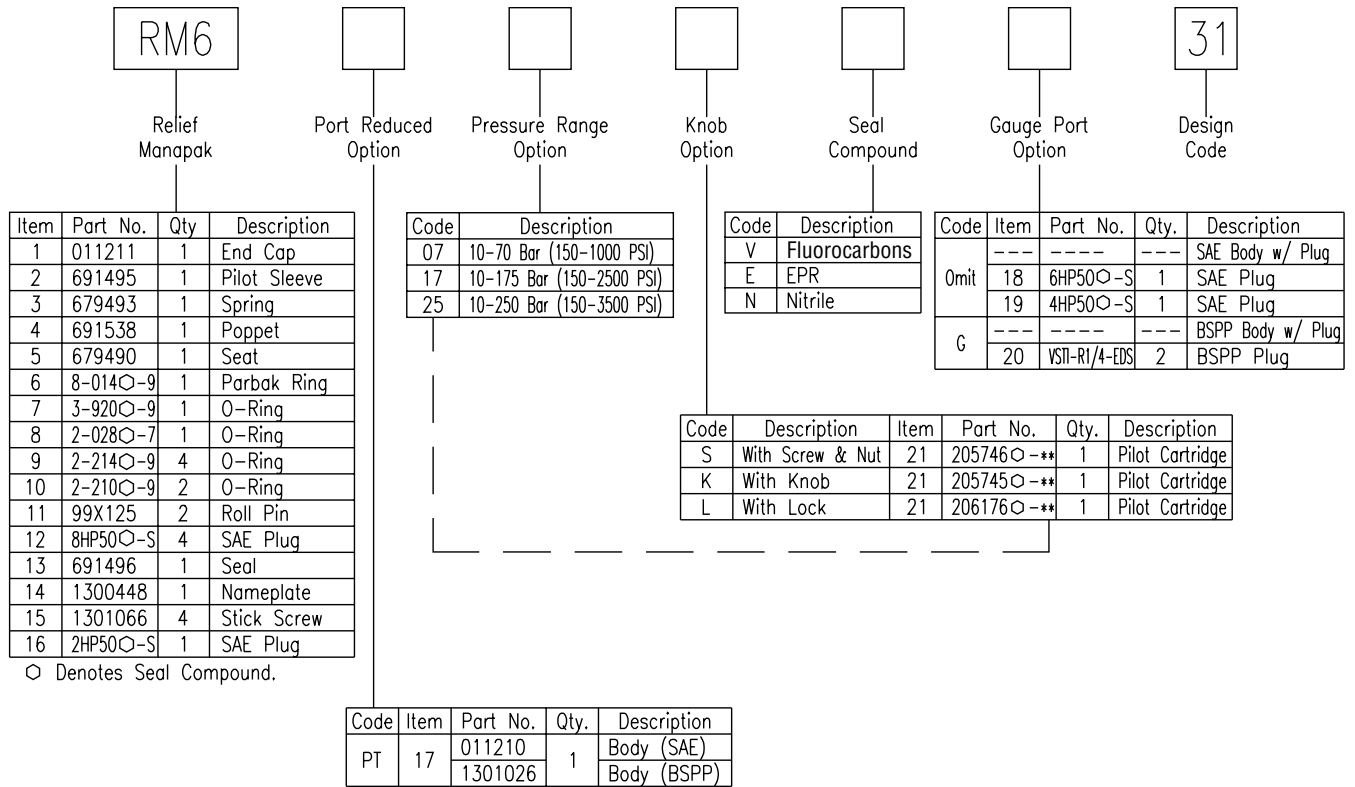 RM6 31
Relief Manapak
Port Reduced Option
Pressure Range Option
Knob Option
Seal Compound
Gauge Port Option
Design Code
Item Part No. Qty Description
1 011211 1 End Cap
2 691495 1 Pilot Sleeve
3 679493 1 Spring
4 691538 1 Poppet
5 679490 1 Seat
6 8-014⬡-9 1 Parbak Ring
7 3-920⬡-9 1 O-Ring
8 2-028⬡-7 1 O-Ring
9 2-214⬡-9 4 O-Ring
10 2-210⬡-9 2 O-Ring
11 99X125 2 Roll Pin
12 8HP50⬡-S 4 SAE Plug
13 691496 1 Seal
14 1300448 1 Nameplate
15 1301066 4 Stick Screw
16 2HP50⬡-S 1 SAE Plug
⬡ Denotes Seal Compound.
Code Description
07 10-70 Bar (150-1000 PSI)
17 10-175 Bar (150-2500 PSI)
25 10-250 Bar (150-3500 PSI)
Code Description
V Fluorocarbons
E EPR
N Nitrile
Code Item Part No. Qty. Description
Omit --- ---- --- SAE Body w/ Plug
18 6HP50⬡-S 1 SAE Plug
19 4HP50⬡-S 1 SAE Plug
G --- ---- --- BSPP Body w/ Plug
20 VSTI-R1/4-EDS 2 BSPP Plug
Code Description Item Part No. Qty. Description
S With Screw & Nut 21 205746⬡-** 1 Pilot Cartridge
K With Knob 21 205745⬡-** 1 Pilot Cartridge
L With Lock 21 206176⬡-** 1 Pilot Cartridge
Code Item Part No. Qty. Description
PT 17 011210 1 Body (SAE)
1301026 Body (BSPP)